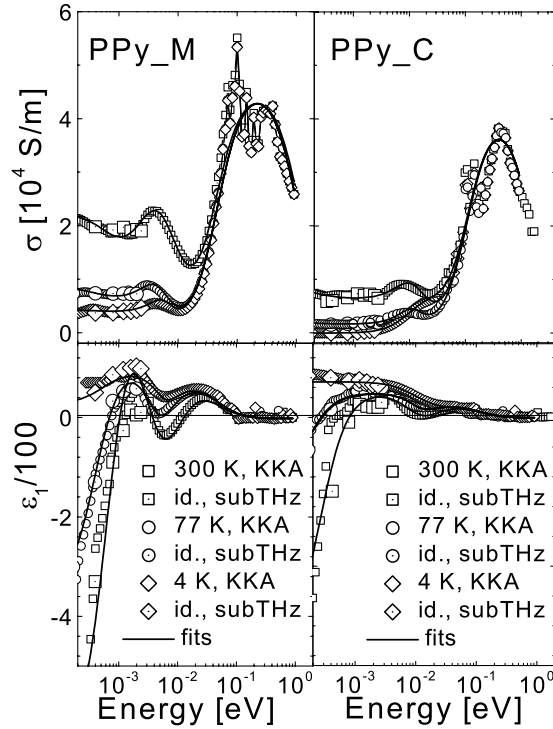 PPy_M
PPy_C
σ [10⁴ S/m]
6
4
2
0
ε₁/100
0
-2
-4
300 K, KKA
id., subTHz
77 K, KKA
id., subTHz
4 K, KKA
id., subTHz
fits
300 K, KKA
id., subTHz
77 K, KKA
id., subTHz
4 K, KKA
id., subTHz
fits
10⁻³ 10⁻² 10⁻¹ 10⁰
10⁻³ 10⁻² 10⁻¹ 10⁰
Energy [eV]
Energy [eV]